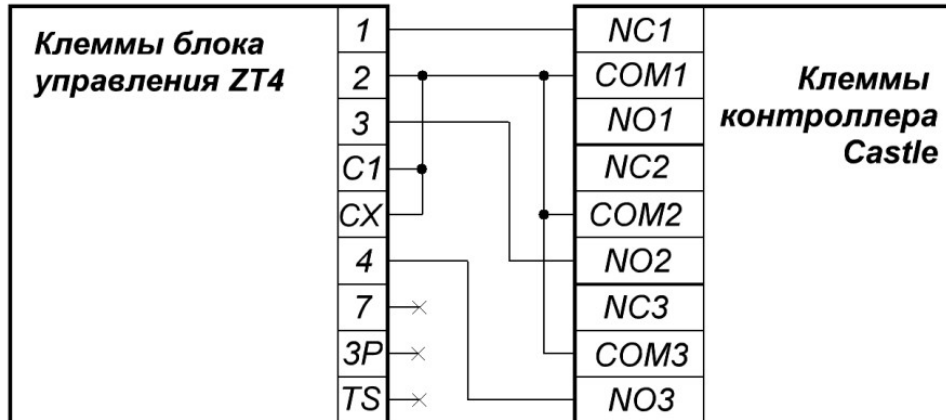 Клеммы блока
управления ZT4
1
2
3
C1
CX
4
7
3P
TS
NC1
COM1
NO1
NC2
COM2
NO2
NC3
COM3
NO3
Клеммы
контроллера
Castle